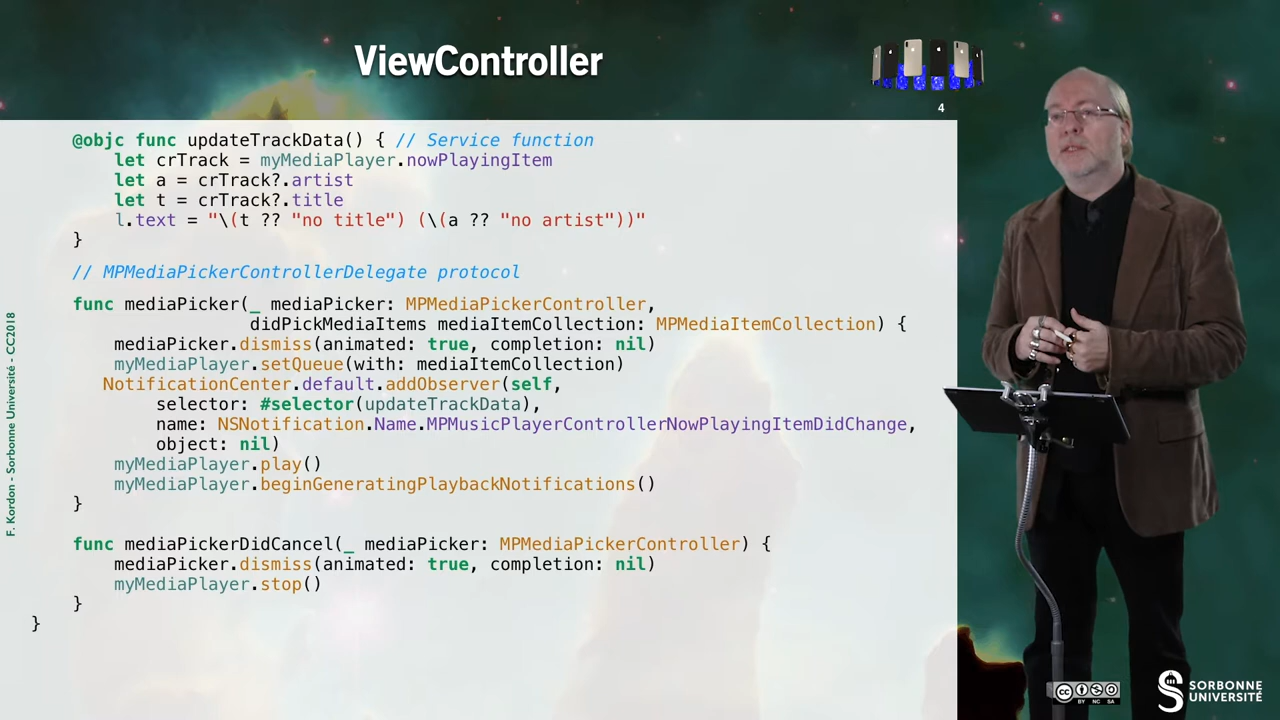 ViewController
4
@objc func updateTrackData() { // Service function
let crTrack = myMediaPlayer.nowPlayingItem
let a = crTrack?.artist
let t = crTrack?.title
l.text = "\(t ?? "no title") (\(a ?? "no artist"))"
}
// MPMediaPickerControllerDelegate protocol
func mediaPicker(_ mediaPicker: MPMediaPickerController,
didPickMediaItems mediaItemCollection: MPMediaItemCollection) {
mediaPicker.dismiss(animated: true, completion: nil)
myMediaPlayer.setQueue(with: mediaItemCollection)
NotificationCenter.default.addObserver(self,
selector: #selector(updateTrackData),
name: NSNotification.Name.MPMusicPlayerControllerNowPlayingItemDidChange,
object: nil)
myMediaPlayer.play()
myMediaPlayer.beginGeneratingPlaybackNotifications()
}
func mediaPickerDidCancel(_ mediaPicker: MPMediaPickerController) {
mediaPicker.dismiss(animated: true, completion: nil)
myMediaPlayer.stop()
}
}
F. Kordon - Sorbonne Université - CC2018
CC
BY NC SA
SORBONNE
UNIVERSITÉ